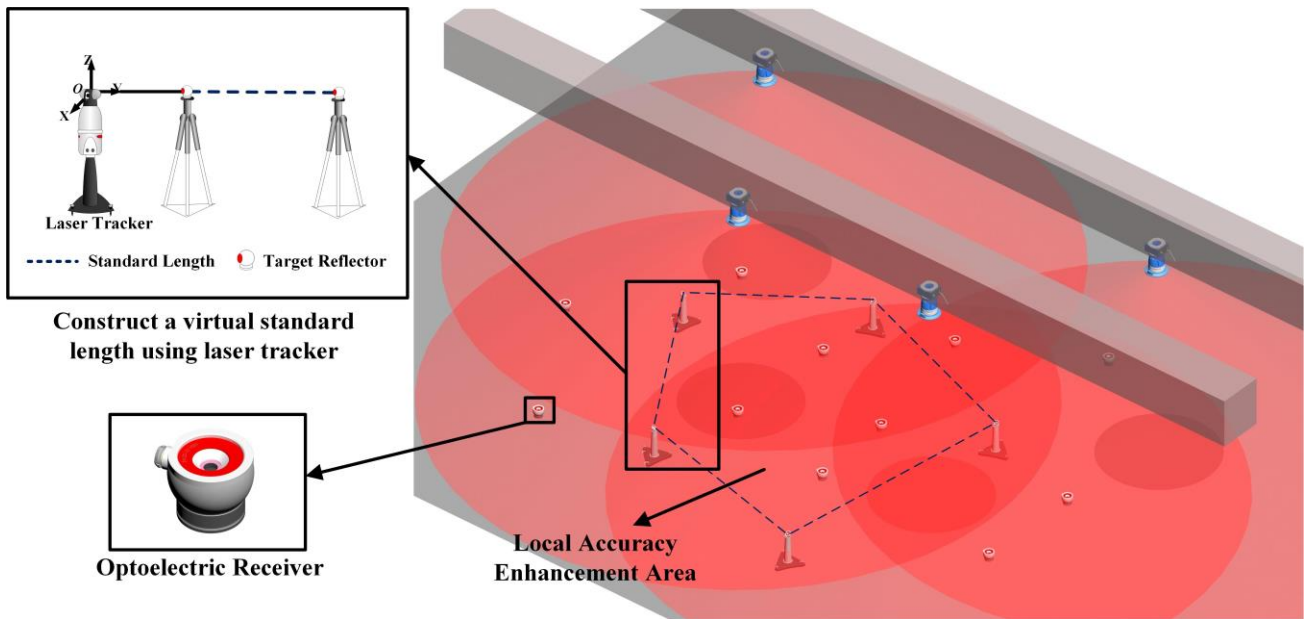 Z
O
Y
X
Laser Tracker
Standard Length
Target Reflector
Construct a virtual standard
length using laser tracker
Optoelectric Receiver
Local Accuracy
Enhancement Area